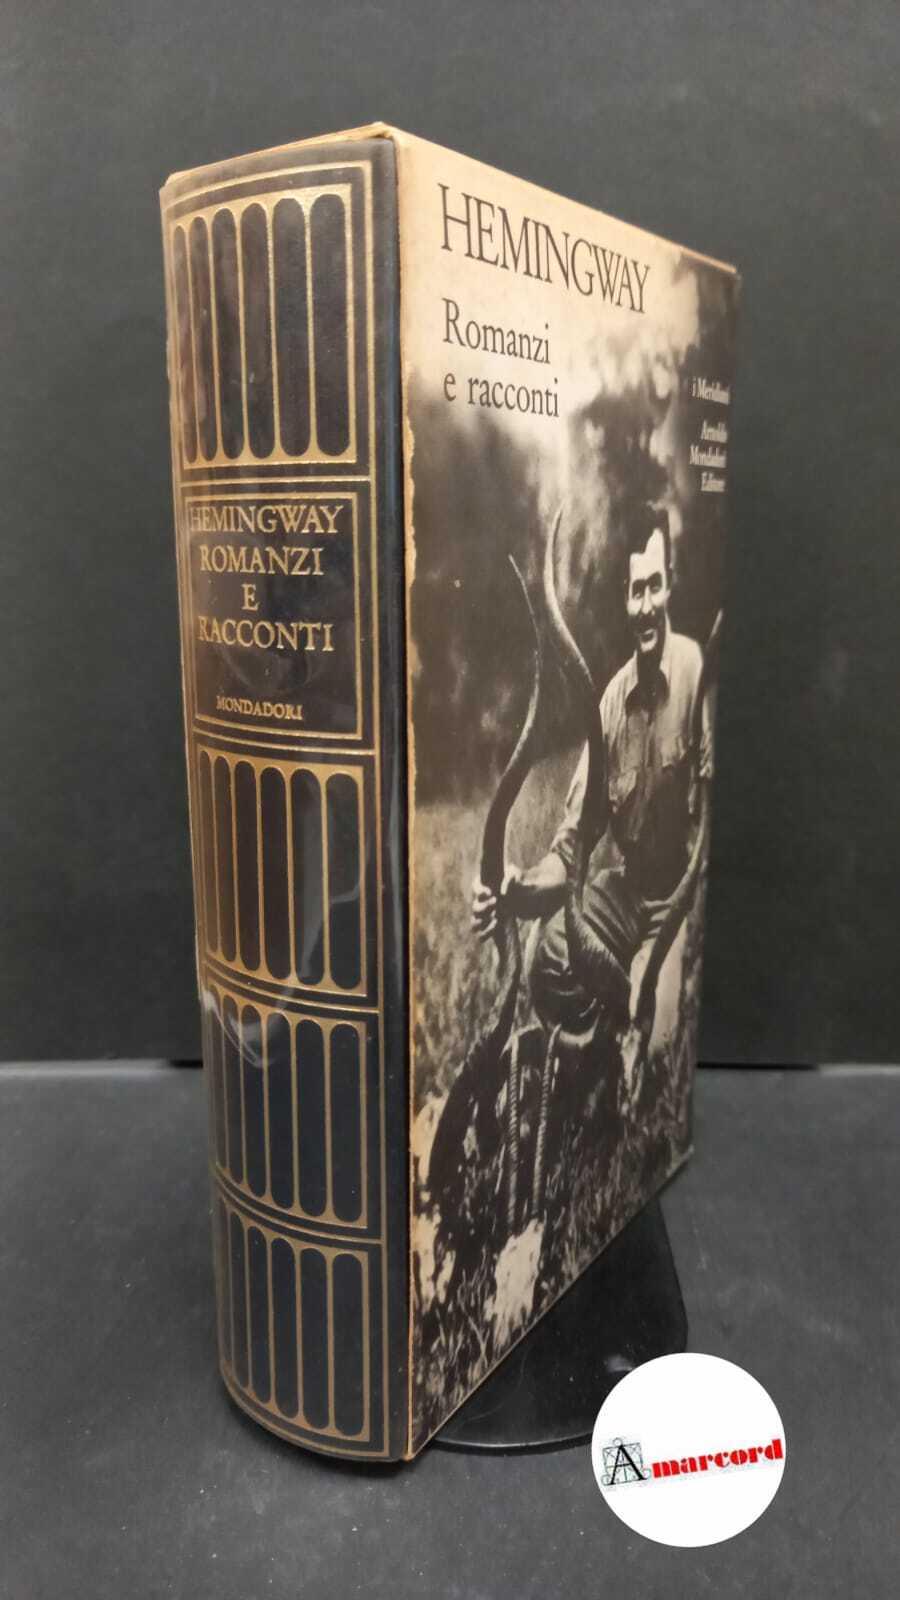 HEMINGWAY
ROMANZI
E
RACCONTI
MONDADORI
HEMINGWAY
Romanzi
e racconti
i Meridiani
Arnoldo
Mondadori
Editore
Amarcord